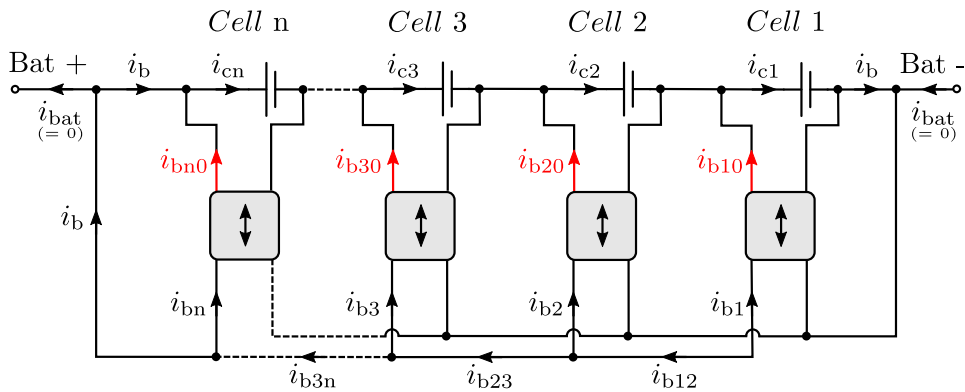 Cell n Cell 3 Cell 2 Cell 1
Bat + i_b i_cn i_c3 i_c2 i_c1 i_b Bat -
i_bat i_bat
(= 0) (= 0)
i_bn0 i_b30 i_b20 i_b10
i_b
i_bn i_b3 i_b2 i_b1
i_b3n i_b23 i_b12